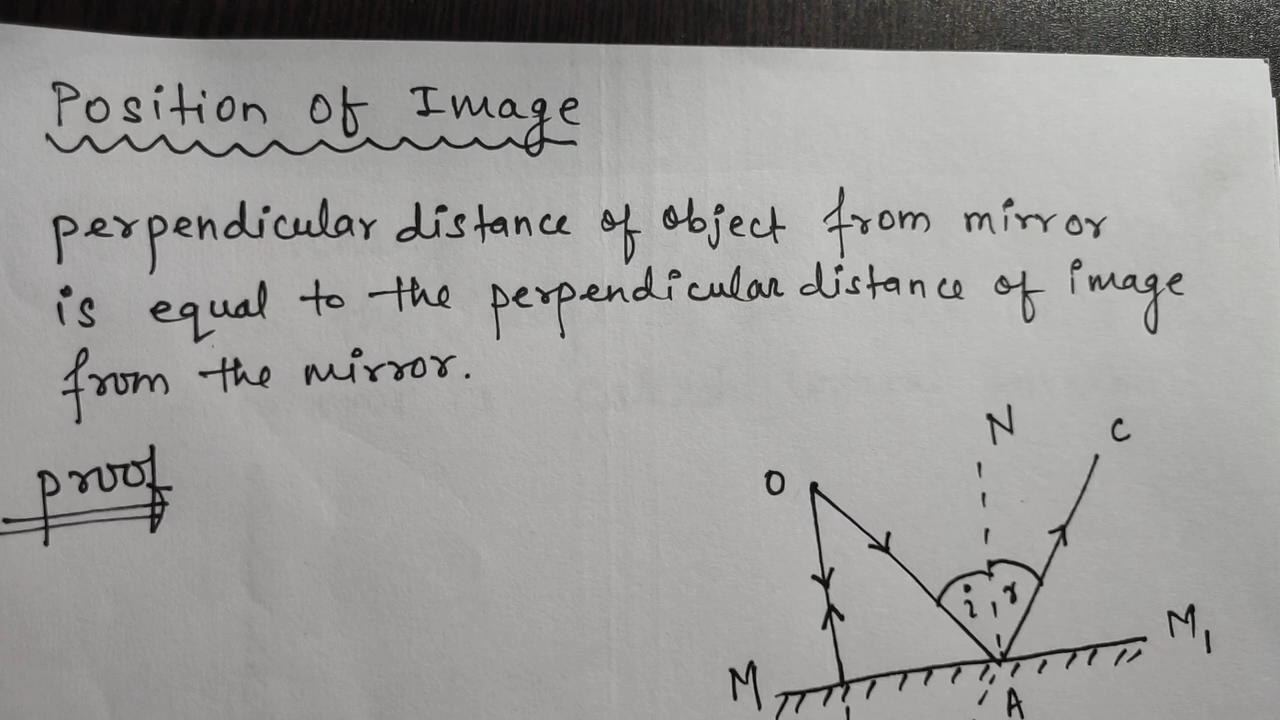 Position of Image
perpendicular distance of object from mirror
is equal to the perpendicular distance of image
from the mirror.
proof
N
C
O
i r
M₁
M
A